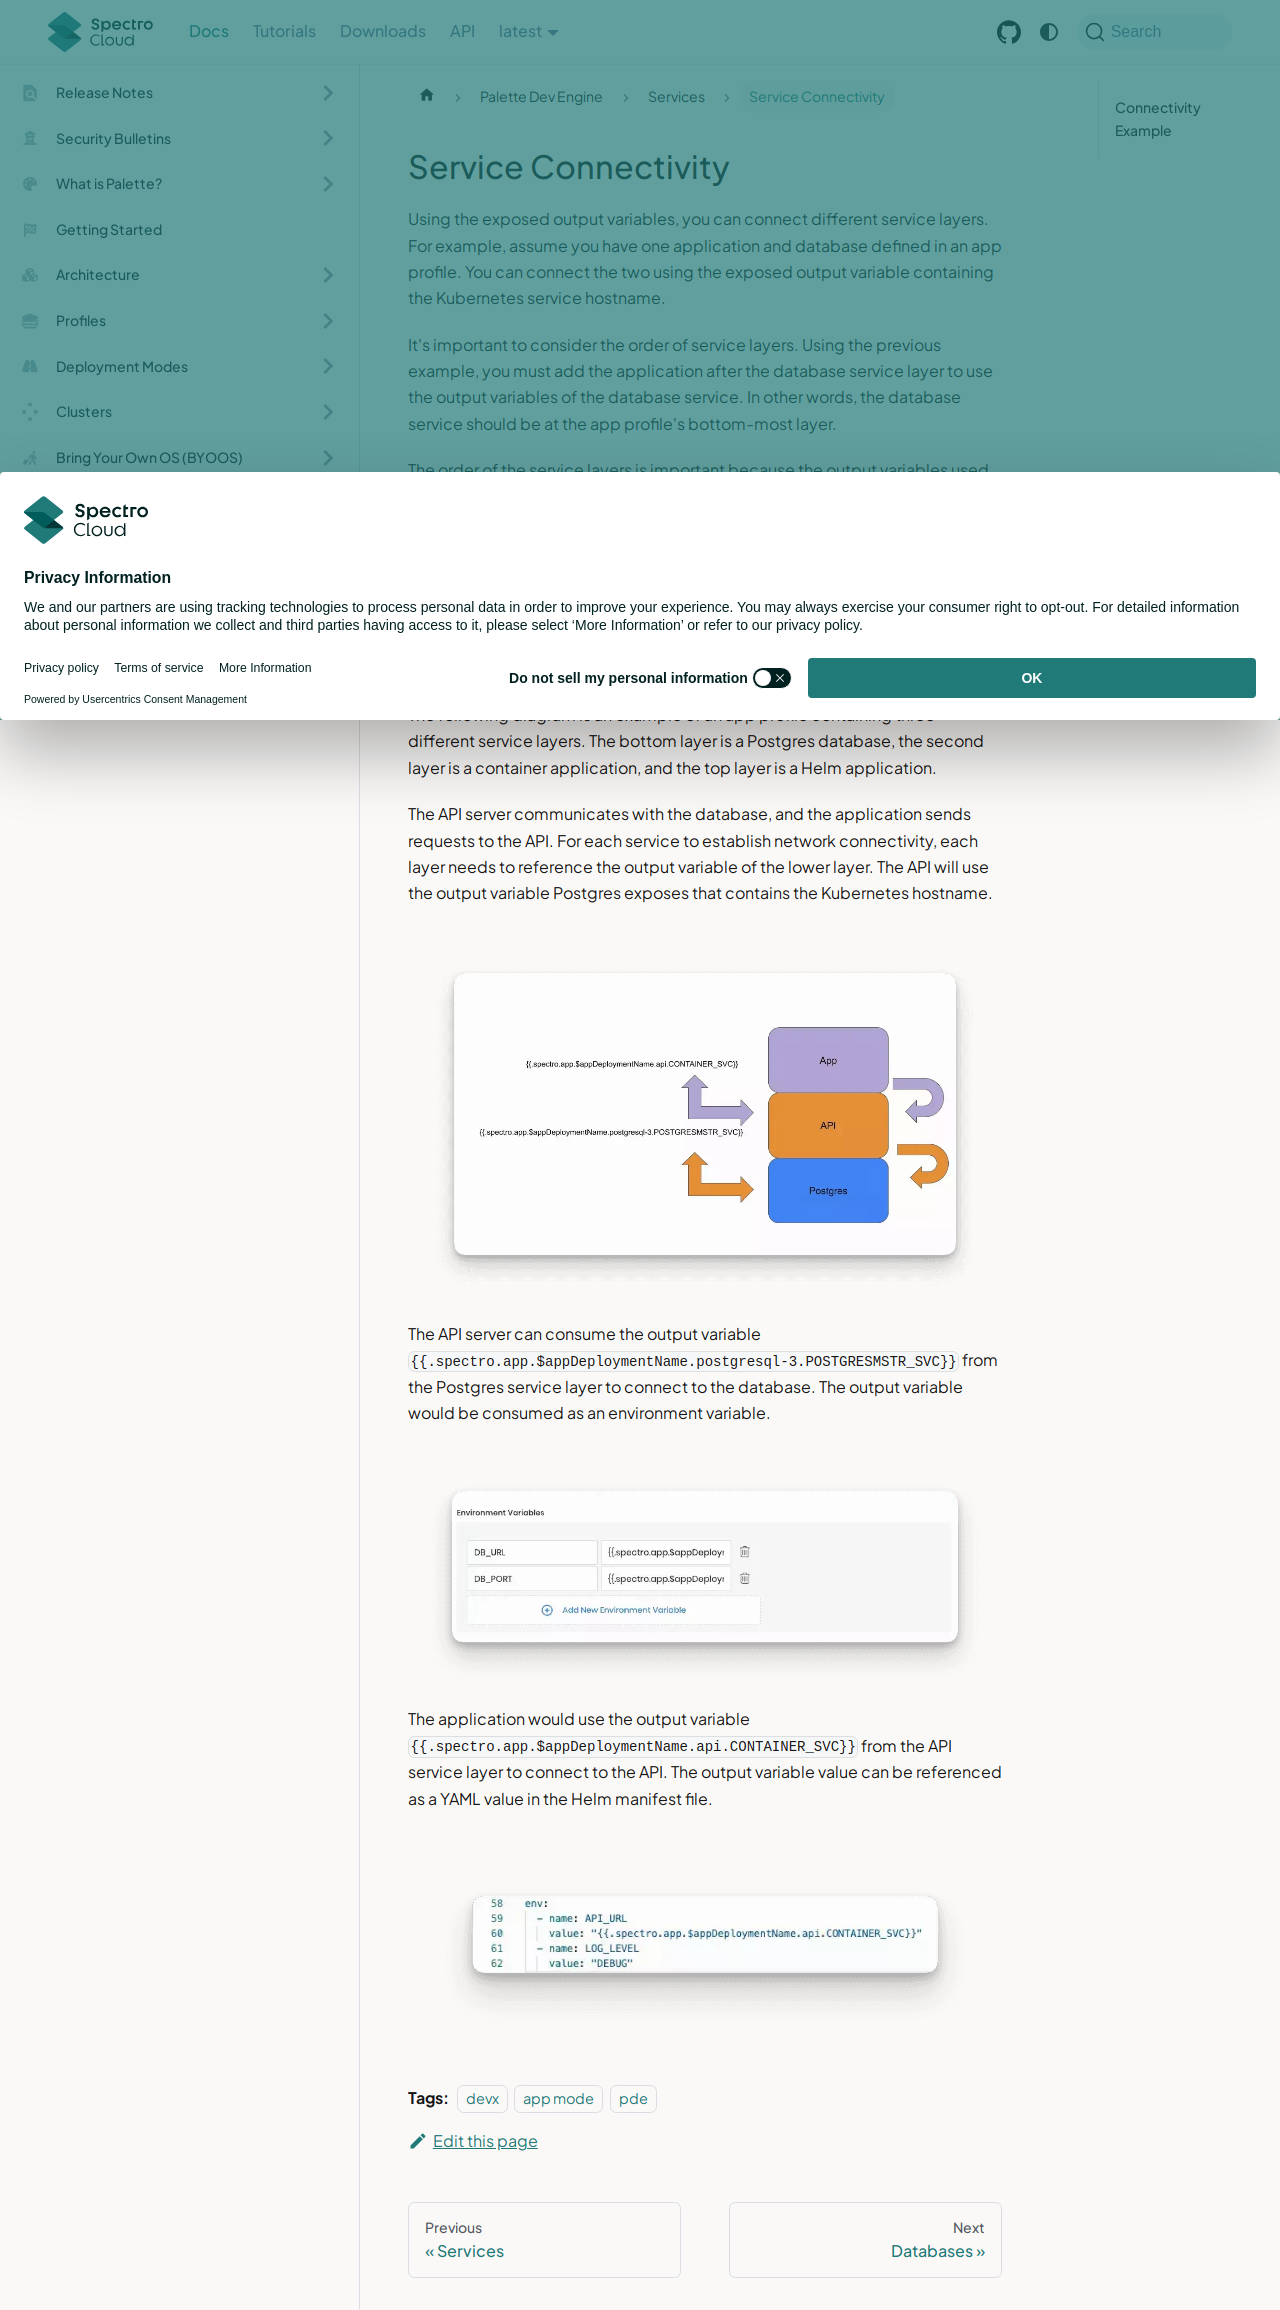 Spectro Cloud
Docs Tutorials Downloads API latest Search
Release Notes
Security Bulletins
What is Palette?
Getting Started
Architecture
Profiles
Deployment Modes
Clusters
Bring Your Own OS (BYOOS)
Palette Dev Engine › Services › Service Connectivity
Connectivity
Example
Service Connectivity
Using the exposed output variables, you can connect different service layers.
For example, assume you have one application and database defined in an app
profile. You can connect the two using the exposed output variable containing
the Kubernetes service hostname.
It's important to consider the order of service layers. Using the previous
example, you must add the application after the database service layer to use
the output variables of the database service. In other words, the database
service should be at the app profile's bottom-most layer.
The order of the service layers is important because the output variables used
Spectro
Cloud
Privacy Information
We and our partners are using tracking technologies to process personal data in order to improve your experience. You may always exercise your consumer right to opt-out. For detailed information
about personal information we collect and third parties having access to it, please select ‘More Information’ or refer to our privacy policy.
Privacy policy Terms of service More Information
Do not sell my personal information
OK
Powered by Usercentrics Consent Management
The following diagram is an example of an app profile containing three
different service layers. The bottom layer is a Postgres database, the second
layer is a container application, and the top layer is a Helm application.
The API server communicates with the database, and the application sends
requests to the API. For each service to establish network connectivity, each
layer needs to reference the output variable of the lower layer. The API will use
the output variable Postgres exposes that contains the Kubernetes hostname.
{{.spectro.app.$appDeploymentName.api.CONTAINER_SVC}}
App
API
{{.spectro.app.$appDeploymentName.postgresql-3.POSTGRESMSTR_SVC}}
Postgres
The API server can consume the output variable
{{.spectro.app.$appDeploymentName.postgresql-3.POSTGRESMSTR_SVC}} from
the Postgres service layer to connect to the database. The output variable
would be consumed as an environment variable.
Environment Variables
DB_URL {{.spectro.app.$appDeployr
DB_PORT {{.spectro.app.$appDeployr
Add New Environment Variable
The application would use the output variable
{{.spectro.app.$appDeploymentName.api.CONTAINER_SVC}} from the API
service layer to connect to the API. The output variable value can be referenced
as a YAML value in the Helm manifest file.
58 env:
59 - name: API_URL
60 value: "{{.spectro.app.$appDeploymentName.api.CONTAINER_SVC}}"
61 - name: LOG_LEVEL
62 value: "DEBUG"
Tags: devx app mode pde
Edit this page
Previous
« Services
Next
Databases »